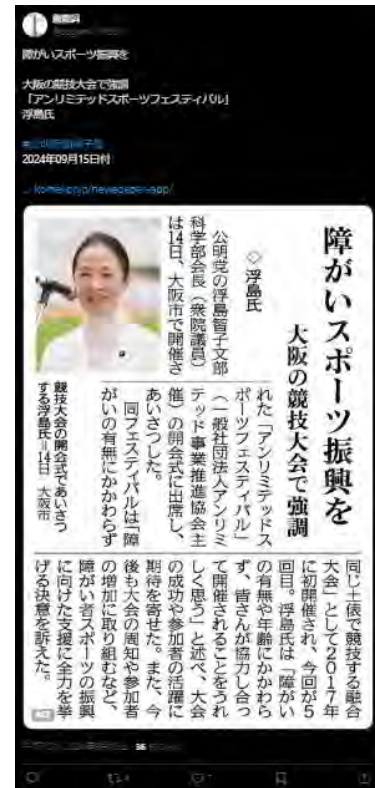 障がいスポーツ振興を
大阪の競技大会で強調
「アンリミテッドスポーツフェスティバル」
浮島氏
2024年09月15日付
障がいスポーツ振興を
大阪の競技大会で強調
◇浮島氏
公明党の浮島智子文部
科学部会長(衆院議員)
は14日、大阪市で開催さ
れた「アンリミテッドス
ポーツフェスティバル」
(一般社団法人アンリミ
テッド事業推進協会主
催)の開会式に出席し、
あいさつした。
同フェスティバルは「障
がいの有無にかかわらず
同じ土俵で競技する融合
大会」として2017年
に初開催され、今回が5
回目。浮島氏は「障がい
の有無や年齢にかかわら
ず、皆さんが協力し合っ
て開催されることをうれ
しく思う」と述べ、大会
の成功や参加者の活躍に
期待を寄せた。また、今
後も大会の周知や参加者
の増加に取り組むなど、
障がい者スポーツの振興
に向けた支援に全力を挙
げる決意を訴えた。
競技大会の開会式であいさつ
する浮島氏=14日 大阪市